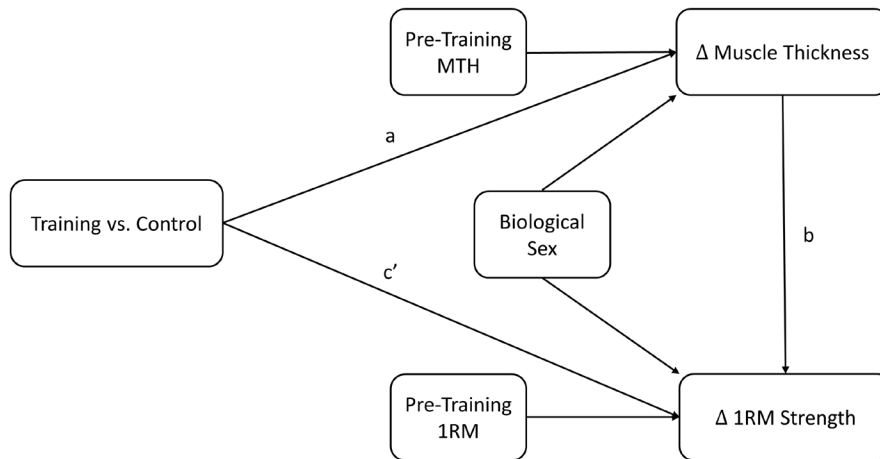 Pre-Training
MTH
Δ Muscle Thickness
a
Training vs. Control
Biological
Sex
b
c’
Pre-Training
1RM
Δ 1RM Strength